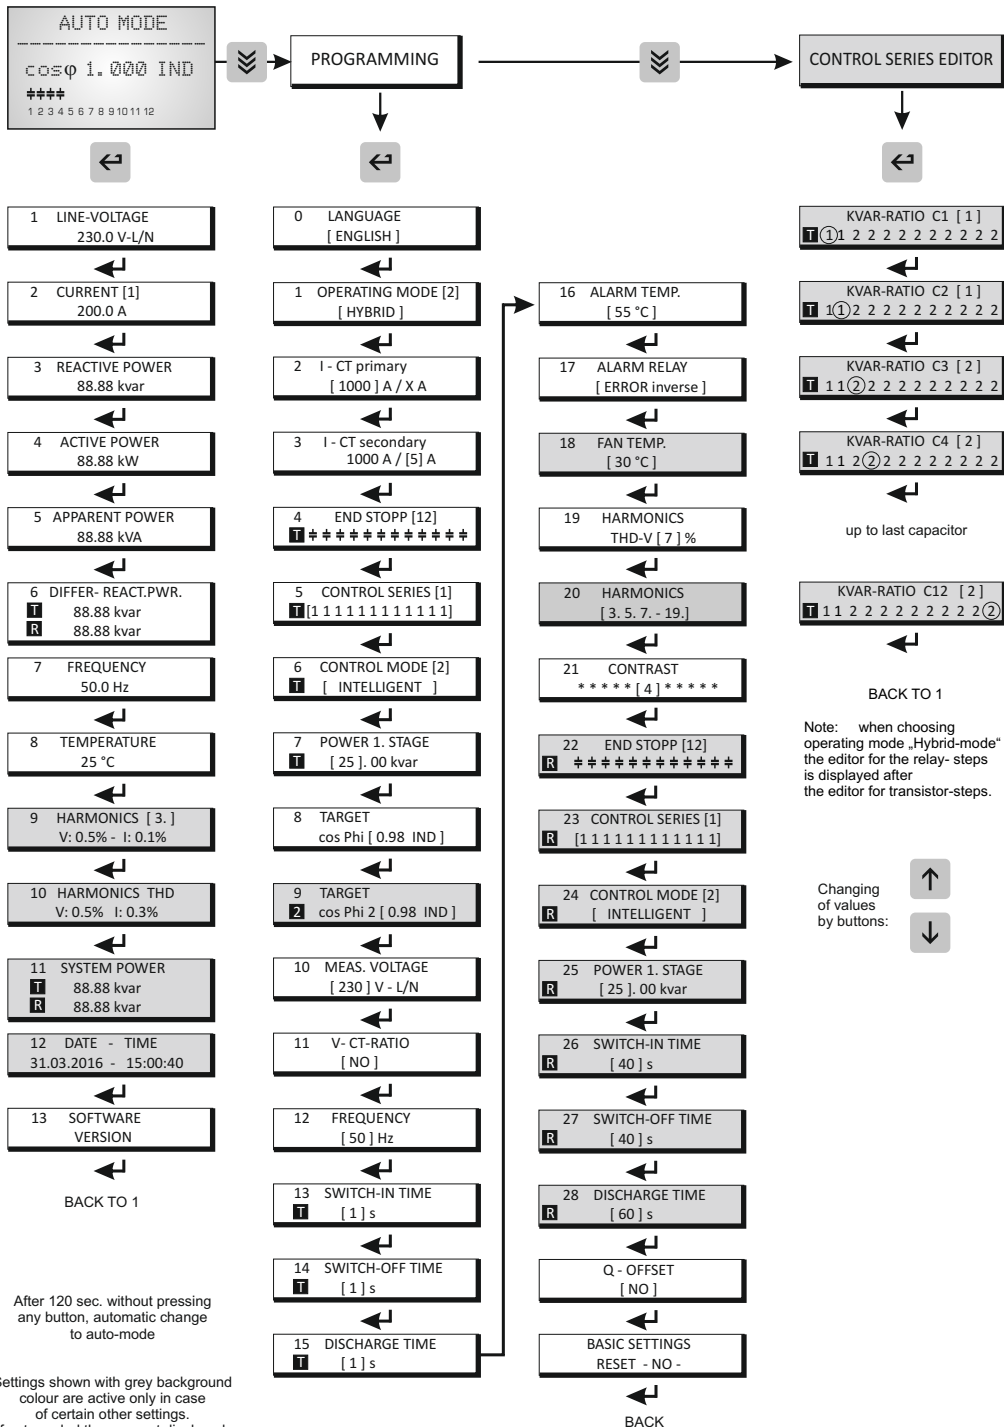 AUTO MODE
cosφ 1.000 IND
1 2 3 4 5 6 7 8 9 10 11 12
PROGRAMMING
CONTROL SERIES EDITOR
1 LINE-VOLTAGE
230.0 V-L/N
2 CURRENT [1]
200.0 A
3 REACTIVE POWER
88.88 kvar
4 ACTIVE POWER
88.88 kW
5 APPARENT POWER
88.88 kVA
6 DIFFER- REACT.PWR.
T 88.88 kvar
R 88.88 kvar
7 FREQUENCY
50.0 Hz
8 TEMPERATURE
25 °C
9 HARMONICS [ 3. ]
V: 0.5% - I: 0.1%
10 HARMONICS THD
V: 0.5% I: 0.3%
11 SYSTEM POWER
T 88.88 kvar
R 88.88 kvar
12 DATE - TIME
31.03.2016 - 15:00:40
13 SOFTWARE
VERSION
BACK TO 1
After 120 sec. without pressing
any button, automatic change
to auto-mode
Settings shown with grey background
colour are active only in case
of certain other settings.
0 LANGUAGE
[ ENGLISH ]
1 OPERATING MODE [2]
[ HYBRID ]
2 I - CT primary
[ 1000 ] A / X A
3 I - CT secondary
1000 A / [5] A
4 END STOPP [12]
T
5 CONTROL SERIES [1]
T [1 1 1 1 1 1 1 1 1 1 1 1]
6 CONTROL MODE [2]
T [ INTELLIGENT ]
7 POWER 1. STAGE
T [ 25 ]. 00 kvar
8 TARGET
cos Phi [ 0.98 IND ]
9 TARGET
2 cos Phi 2 [ 0.98 IND ]
10 MEAS. VOLTAGE
[ 230 ] V - L/N
11 V- CT-RATIO
[ NO ]
12 FREQUENCY
[ 50 ] Hz
13 SWITCH-IN TIME
T [ 1 ] s
14 SWITCH-OFF TIME
T [ 1 ] s
15 DISCHARGE TIME
T [ 1 ] s
16 ALARM TEMP.
[ 55 °C ]
17 ALARM RELAY
[ ERROR inverse ]
18 FAN TEMP.
[ 30 °C ]
19 HARMONICS
THD-V [ 7 ] %
20 HARMONICS
[ 3. 5. 7. - 19.]
21 CONTRAST
* * * * * [ 4 ] * * * * *
22 END STOPP [12]
R
23 CONTROL SERIES [1]
R [1 1 1 1 1 1 1 1 1 1 1 1]
24 CONTROL MODE [2]
R [ INTELLIGENT ]
25 POWER 1. STAGE
R [ 25 ]. 00 kvar
26 SWITCH-IN TIME
R [ 40 ] s
27 SWITCH-OFF TIME
R [ 40 ] s
28 DISCHARGE TIME
R [ 60 ] s
Q - OFFSET
[ NO ]
BASIC SETTINGS
RESET - NO -
BACK
KVAR-RATIO C1 [ 1 ]
T 1 1 2 2 2 2 2 2 2 2 2 2
KVAR-RATIO C2 [ 1 ]
T 1 1 2 2 2 2 2 2 2 2 2 2
KVAR-RATIO C3 [ 2 ]
T 1 1 2 2 2 2 2 2 2 2 2 2
KVAR-RATIO C4 [ 2 ]
T 1 1 2 2 2 2 2 2 2 2 2 2
up to last capacitor
KVAR-RATIO C12 [ 2 ]
T 1 1 2 2 2 2 2 2 2 2 2 2
BACK TO 1
Note: when choosing
operating mode „Hybrid-mode“
the editor for the relay- steps
is displayed after
the editor for transistor-steps.
Changing
of values
by buttons: